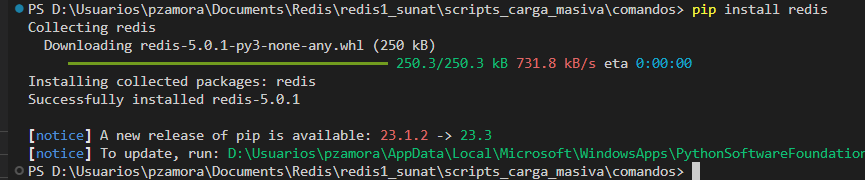 PS D:\Usuarios\pzamora\Documents\Redis\redis1_sunat\scripts_carga_masiva\comandos> pip install redis
Collecting redis
  Downloading redis-5.0.1-py3-none-any.whl (250 kB)
     250.3/250.3 kB 731.8 kB/s eta 0:00:00
Installing collected packages: redis
Successfully installed redis-5.0.1
[notice] A new release of pip is available: 23.1.2 -> 23.3
[notice] To update, run: D:\Usuarios\pzamora\AppData\Local\Microsoft\WindowsApps\PythonSoftwareFoundation
PS D:\Usuarios\pzamora\Documents\Redis\redis1_sunat\scripts_carga_masiva\comandos>